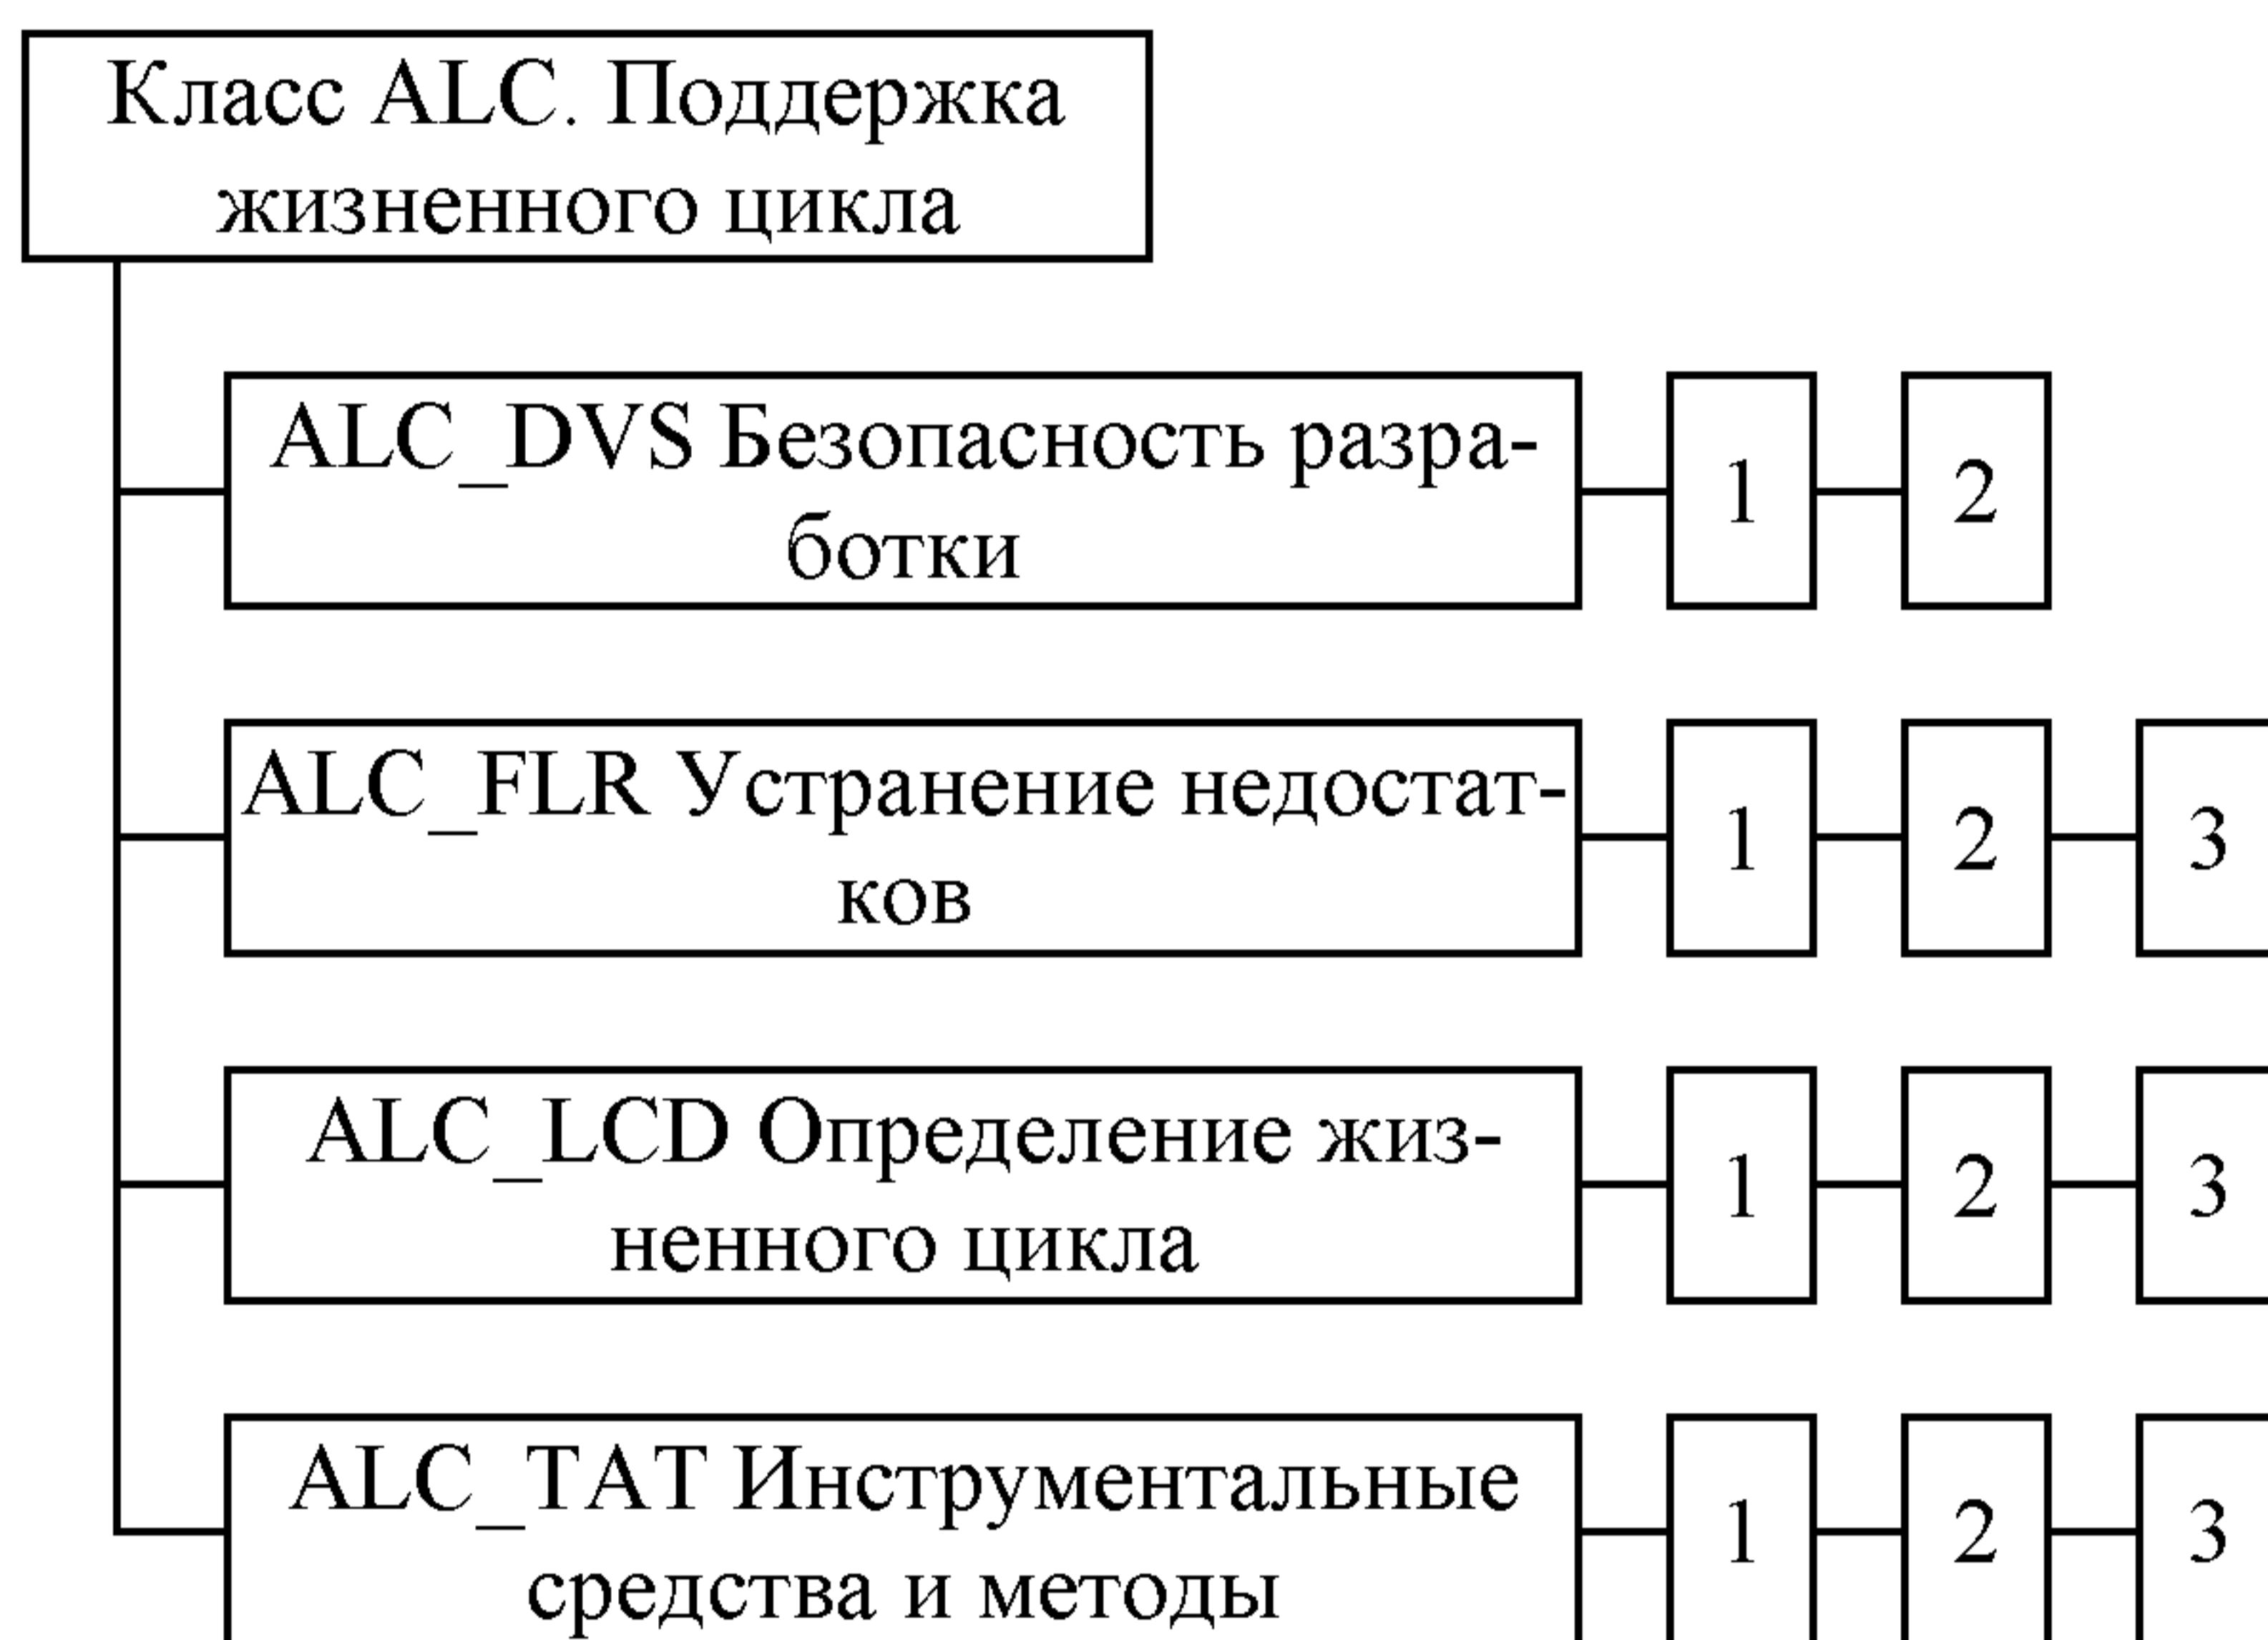 Класс ALC. Поддержка
жизненного цикла
ALC_DVS Безопасность разра-
ботки
1 2
ALC_FLR Устранение недостат-
ков
1 2 3
ALC_LCD Определение жиз-
ненного цикла
1 2 3
ALC_TAT Инструментальные
средства и методы
1 2 3